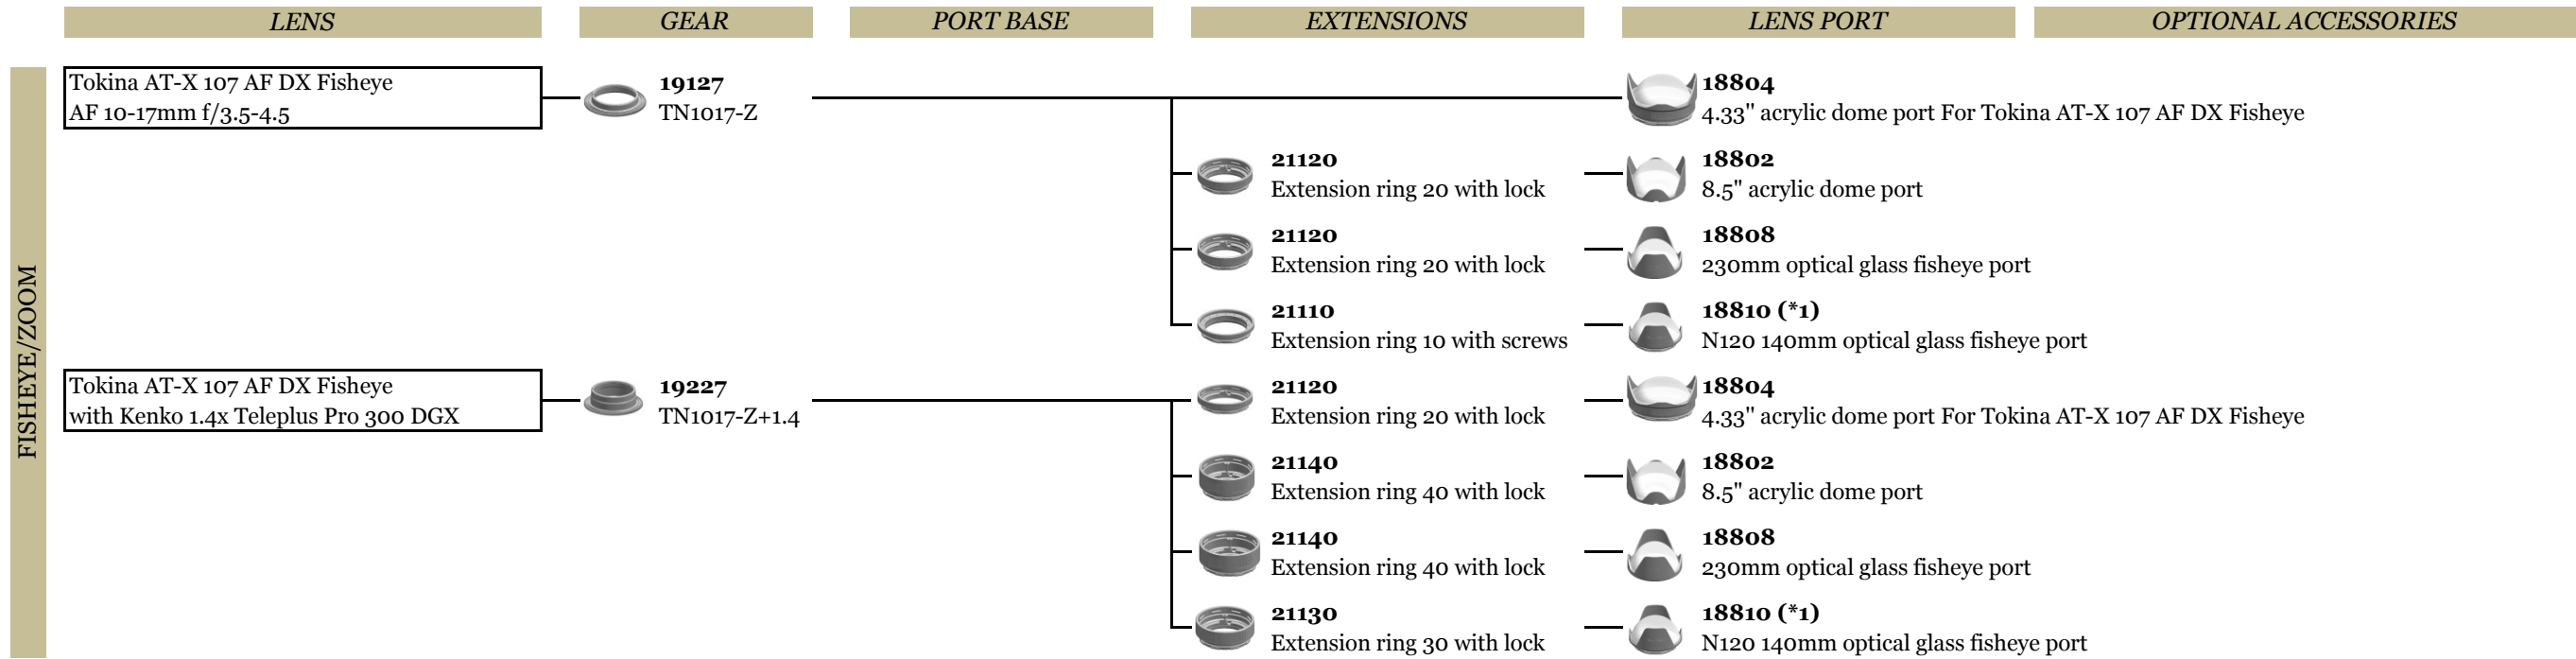 LENS GEAR PORT BASE EXTENSIONS LENS PORT OPTIONAL ACCESSORIES
FISHEYE/ZOOM
Tokina AT-X 107 AF DX Fisheye
AF 10-17mm f/3.5-4.5
19127
TN1017-Z
18804
4.33" acrylic dome port For Tokina AT-X 107 AF DX Fisheye
21120
Extension ring 20 with lock
18802
8.5" acrylic dome port
21120
Extension ring 20 with lock
18808
230mm optical glass fisheye port
21110
Extension ring 10 with screws
18810 (*1)
N120 140mm optical glass fisheye port
Tokina AT-X 107 AF DX Fisheye
with Kenko 1.4x Teleplus Pro 300 DGX
19227
TN1017-Z+1.4
21120
Extension ring 20 with lock
18804
4.33" acrylic dome port For Tokina AT-X 107 AF DX Fisheye
21140
Extension ring 40 with lock
18802
8.5" acrylic dome port
21140
Extension ring 40 with lock
18808
230mm optical glass fisheye port
21130
Extension ring 30 with lock
18810 (*1)
N120 140mm optical glass fisheye port